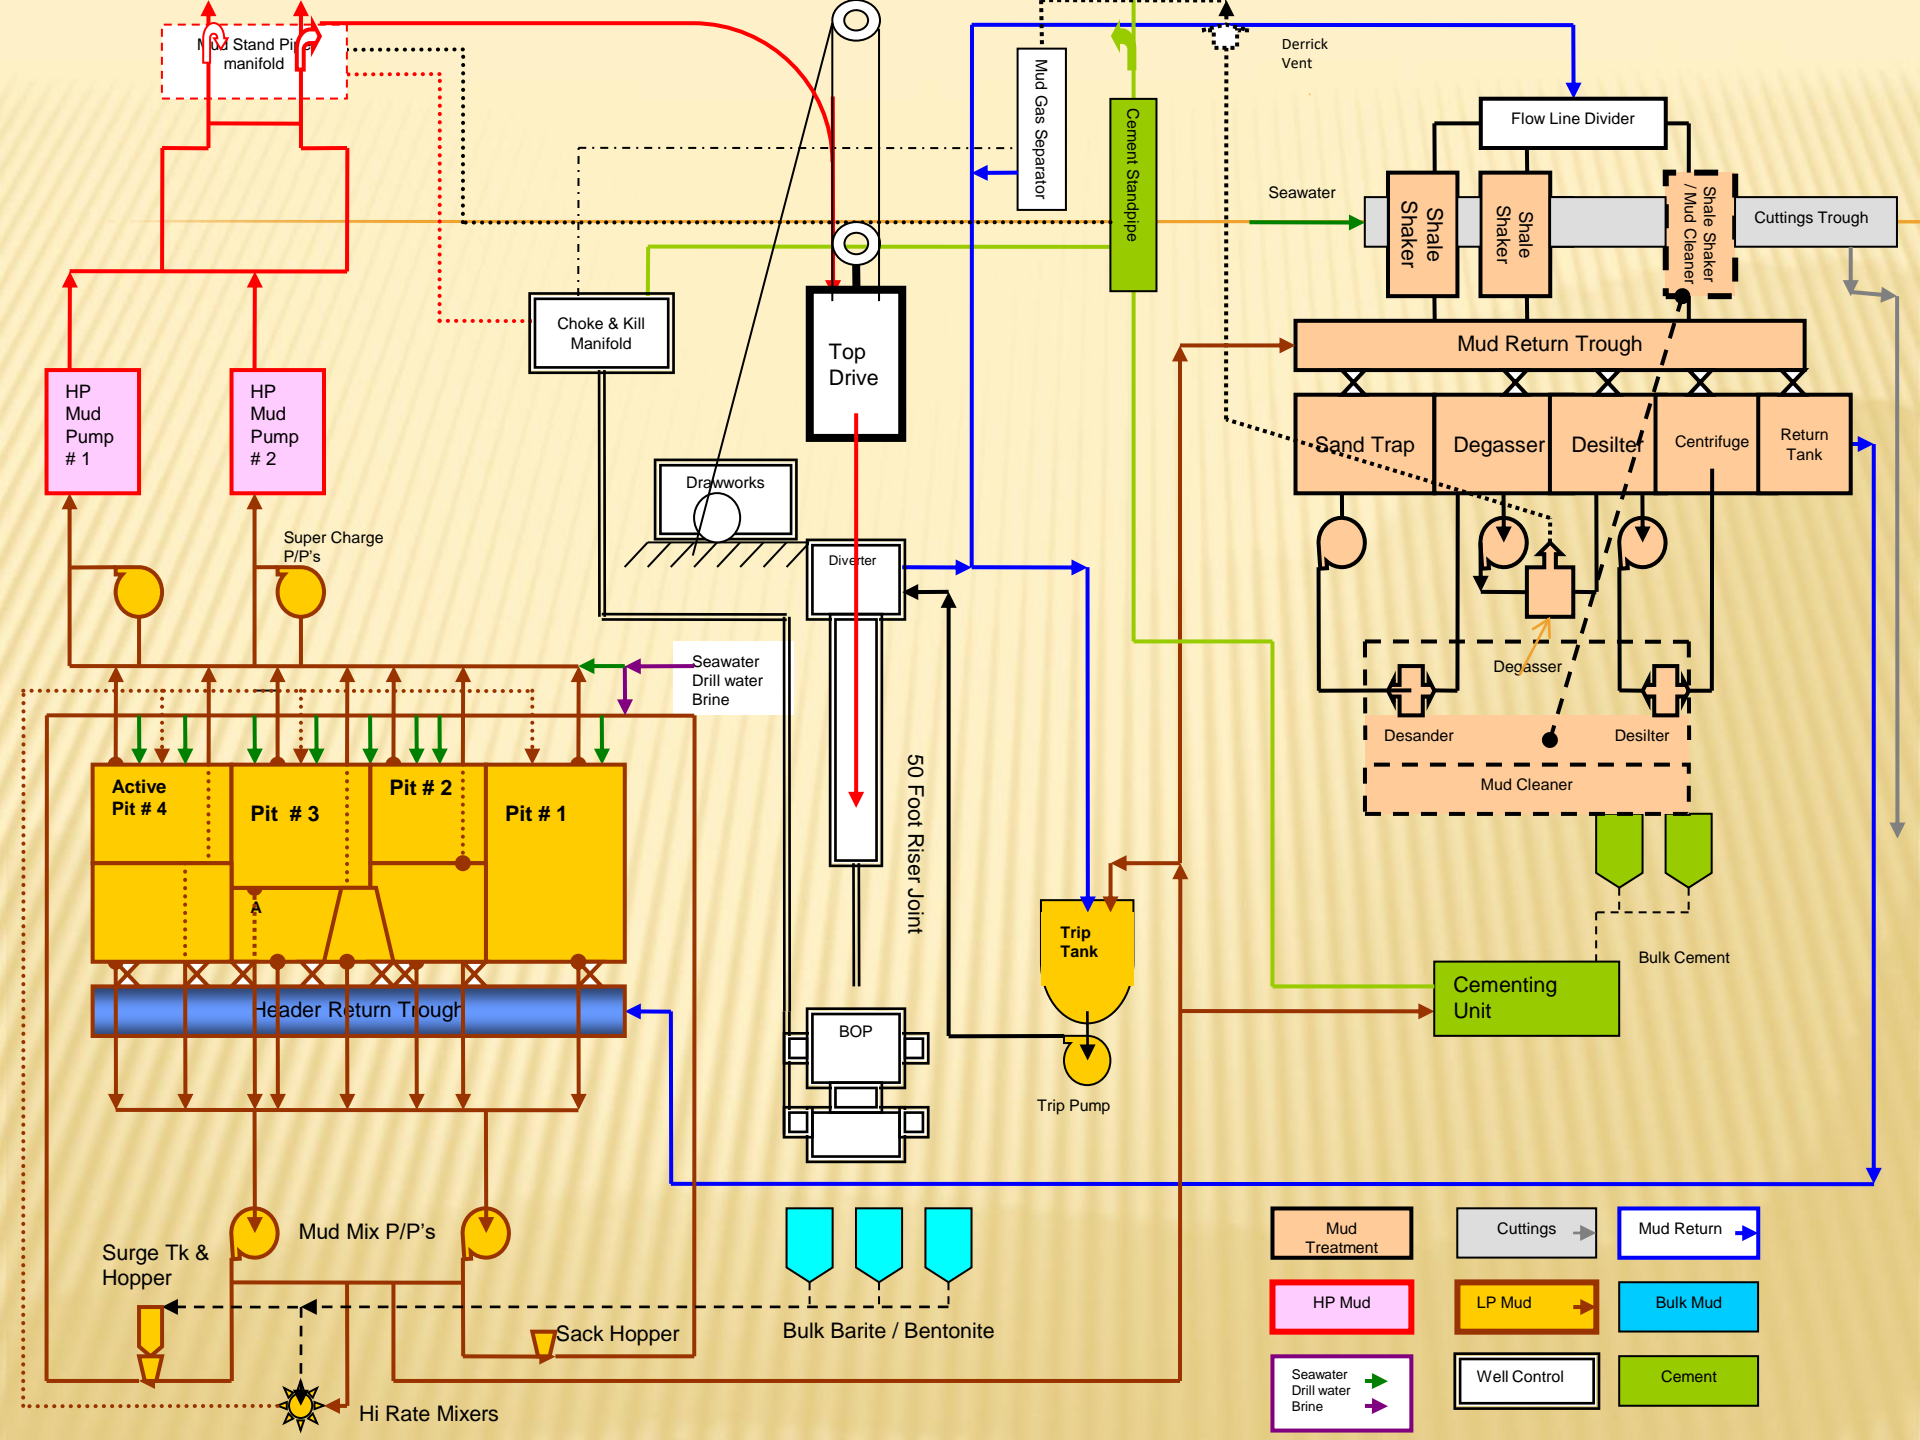 Mud Stand Pipe
manifold
Derrick
Vent
Mud Gas Separator
Cement Standpipe
Flow Line Divider
Seawater
Shale
Shaker
Shale
Shaker
Shale Shaker
/ Mud Cleaner
Cuttings Trough
Choke & Kill
Manifold
Top
Drive
Mud Return Trough
HP
Mud
Pump
# 1
HP
Mud
Pump
# 2
Sand Trap
Degasser
Desilter
Centrifuge
Return
Tank
Drawworks
Super Charge
P/P's
Diverter
Seawater
Drill water
Brine
Degasser
Desander
Desilter
Mud Cleaner
Active
Pit # 4
Pit # 3
Pit # 2
Pit # 1
A
50 Foot Riser Joint
Trip
Tank
Bulk Cement
Cementing
Unit
Header Return Trough
BOP
Trip Pump
Mud Mix P/P's
Surge Tk &
Hopper
Sack Hopper
Bulk Barite / Bentonite
Hi Rate Mixers
Mud
Treatment
Cuttings
Mud Return
HP Mud
LP Mud
Bulk Mud
Seawater
Drill water
Brine
Well Control
Cement